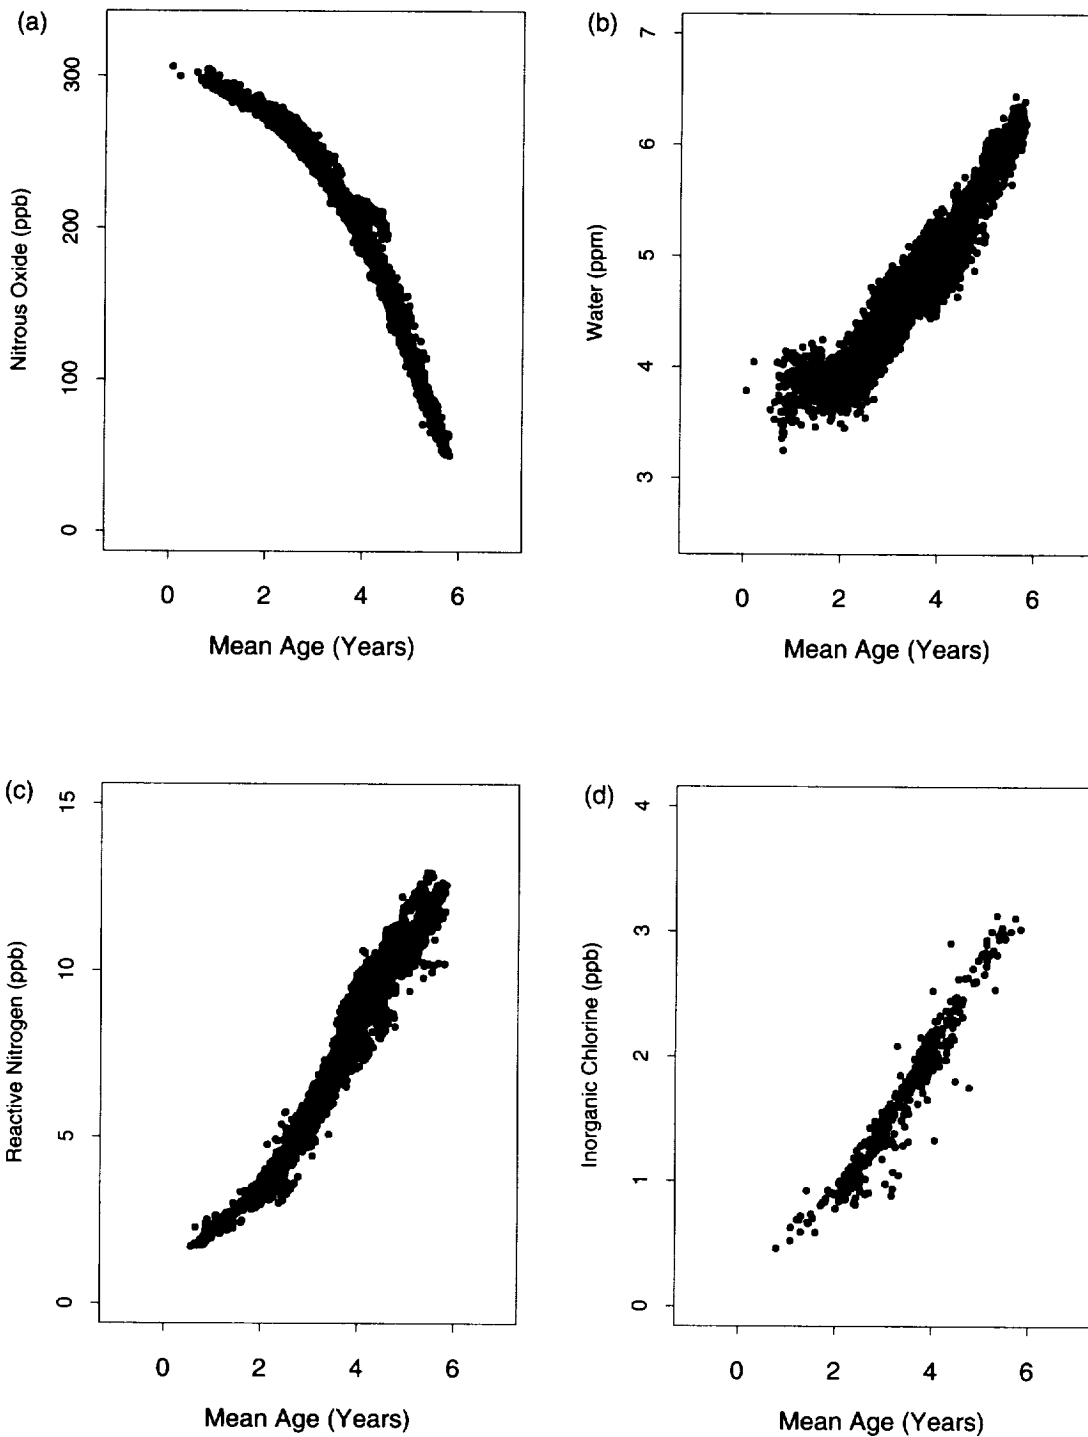 (a)
Nitrous Oxide (ppb)
300
200
100
0
0 2 4 6
Mean Age (Years)
(b)
Water (ppm)
7
6
5
4
3
0 2 4 6
Mean Age (Years)
(c)
Reactive Nitrogen (ppb)
15
10
5
0
0 2 4 6
Mean Age (Years)
(d)
Inorganic Chlorine (ppb)
4
3
2
1
0
0 2 4 6
Mean Age (Years)